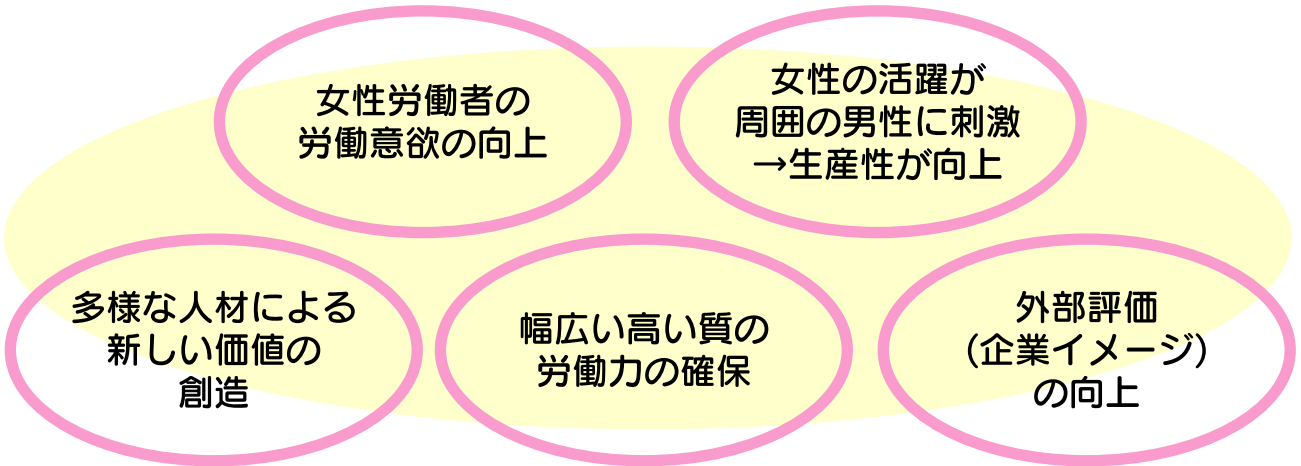 女性労働者の
労働意欲の向上
女性の活躍が
周囲の男性に刺激
→生産性が向上
多様な人材による
新しい価値の
創造
幅広い高い質の
労働力の確保
外部評価
(企業イメージ)
の向上